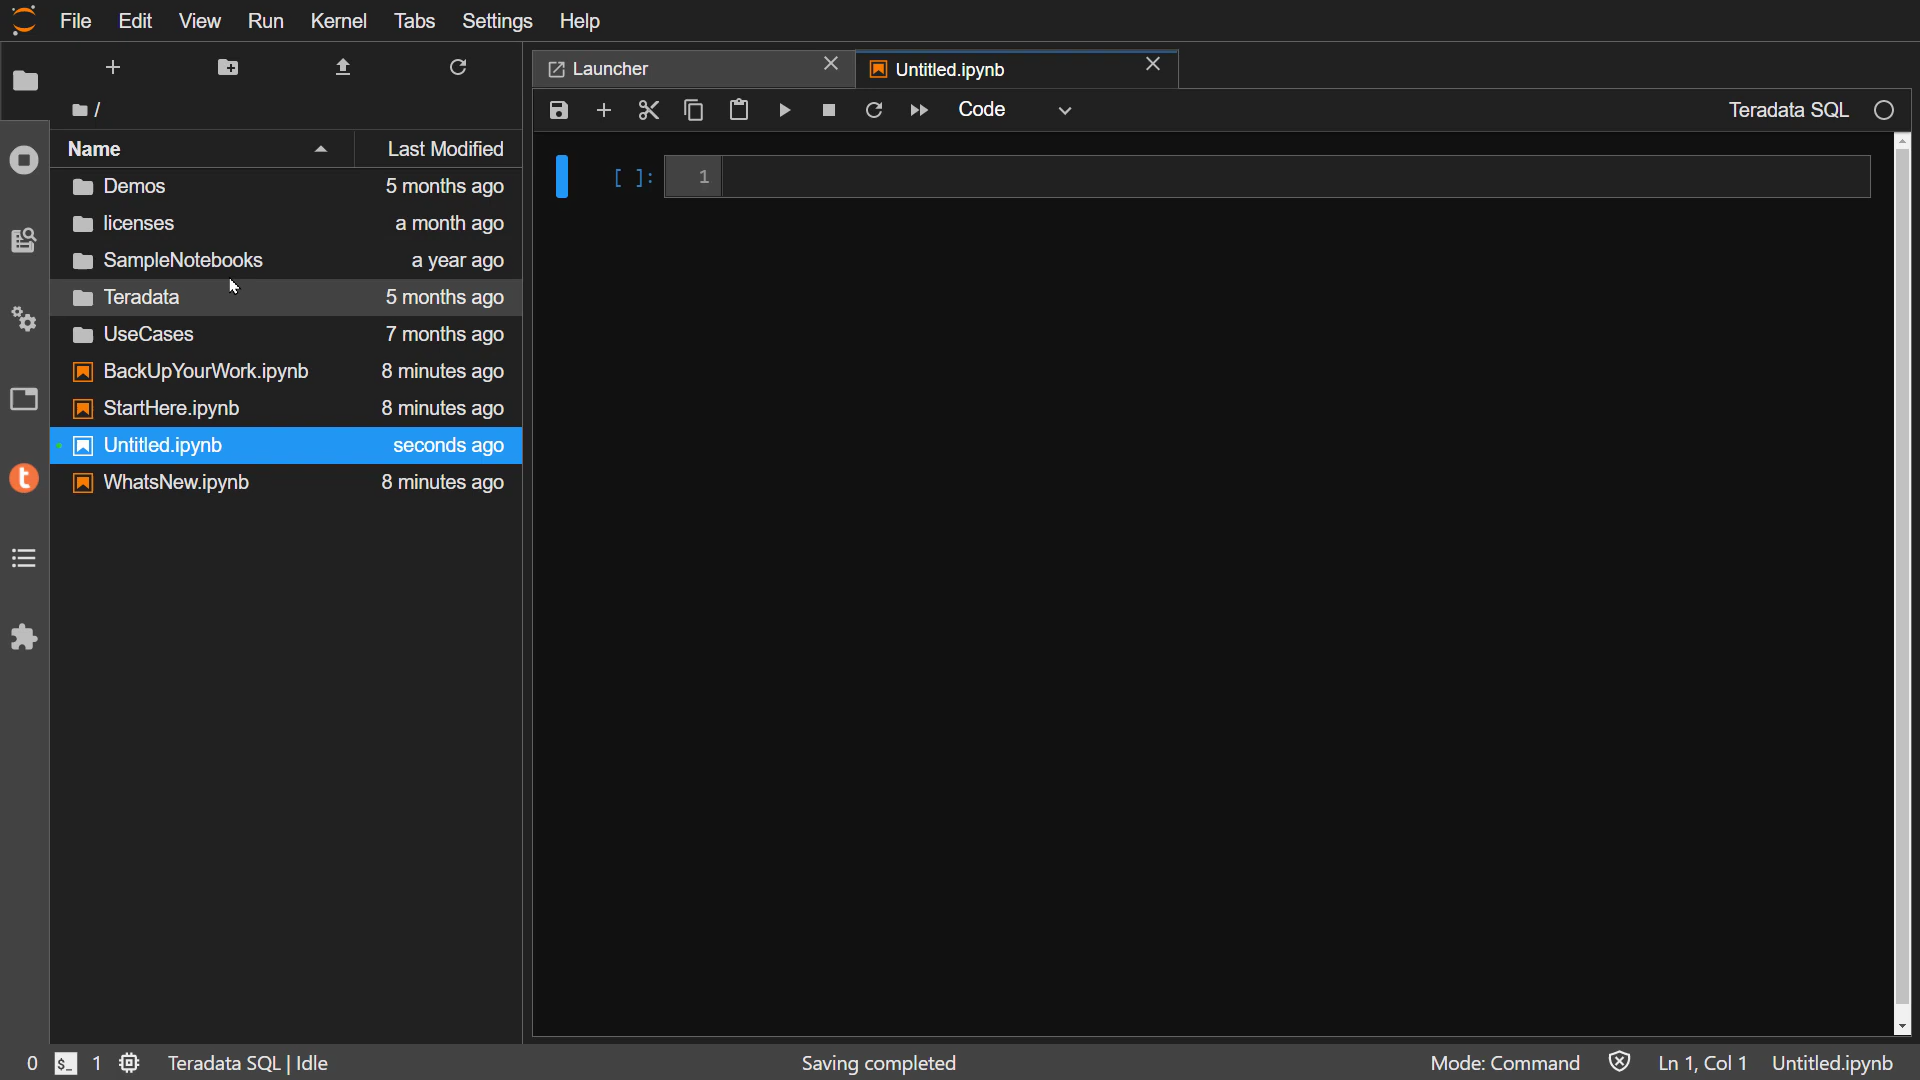 File Edit View Run Kernel Tabs Settings Help
Launcher Untitled.ipynb
/
Code Teradata SQL
Name Last Modified
Demos 5 months ago
licenses a month ago
SampleNotebooks a year ago
Teradata 5 months ago
UseCases 7 months ago
BackUpYourWork.ipynb 8 minutes ago
StartHere.ipynb 8 minutes ago
Untitled.ipynb seconds ago
WhatsNew.ipynb 8 minutes ago
[ ]: 1
t
0 $_ 1 Teradata SQL | Idle Saving completed Mode: Command Ln 1, Col 1 Untitled.ipynb